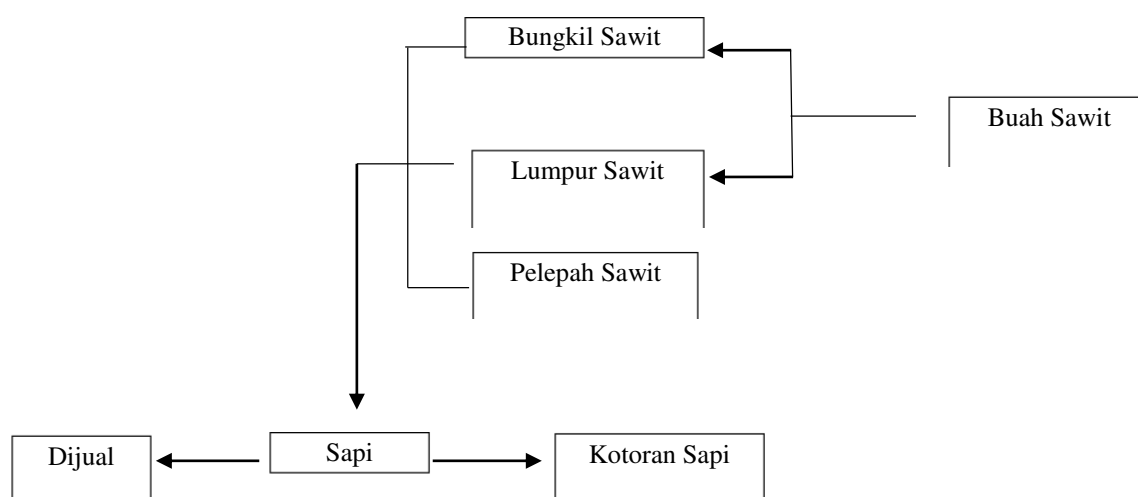 Bungkil Sawit
Buah Sawit
Lumpur Sawit
Pelepah Sawit
Dijual
Sapi
Kotoran Sapi